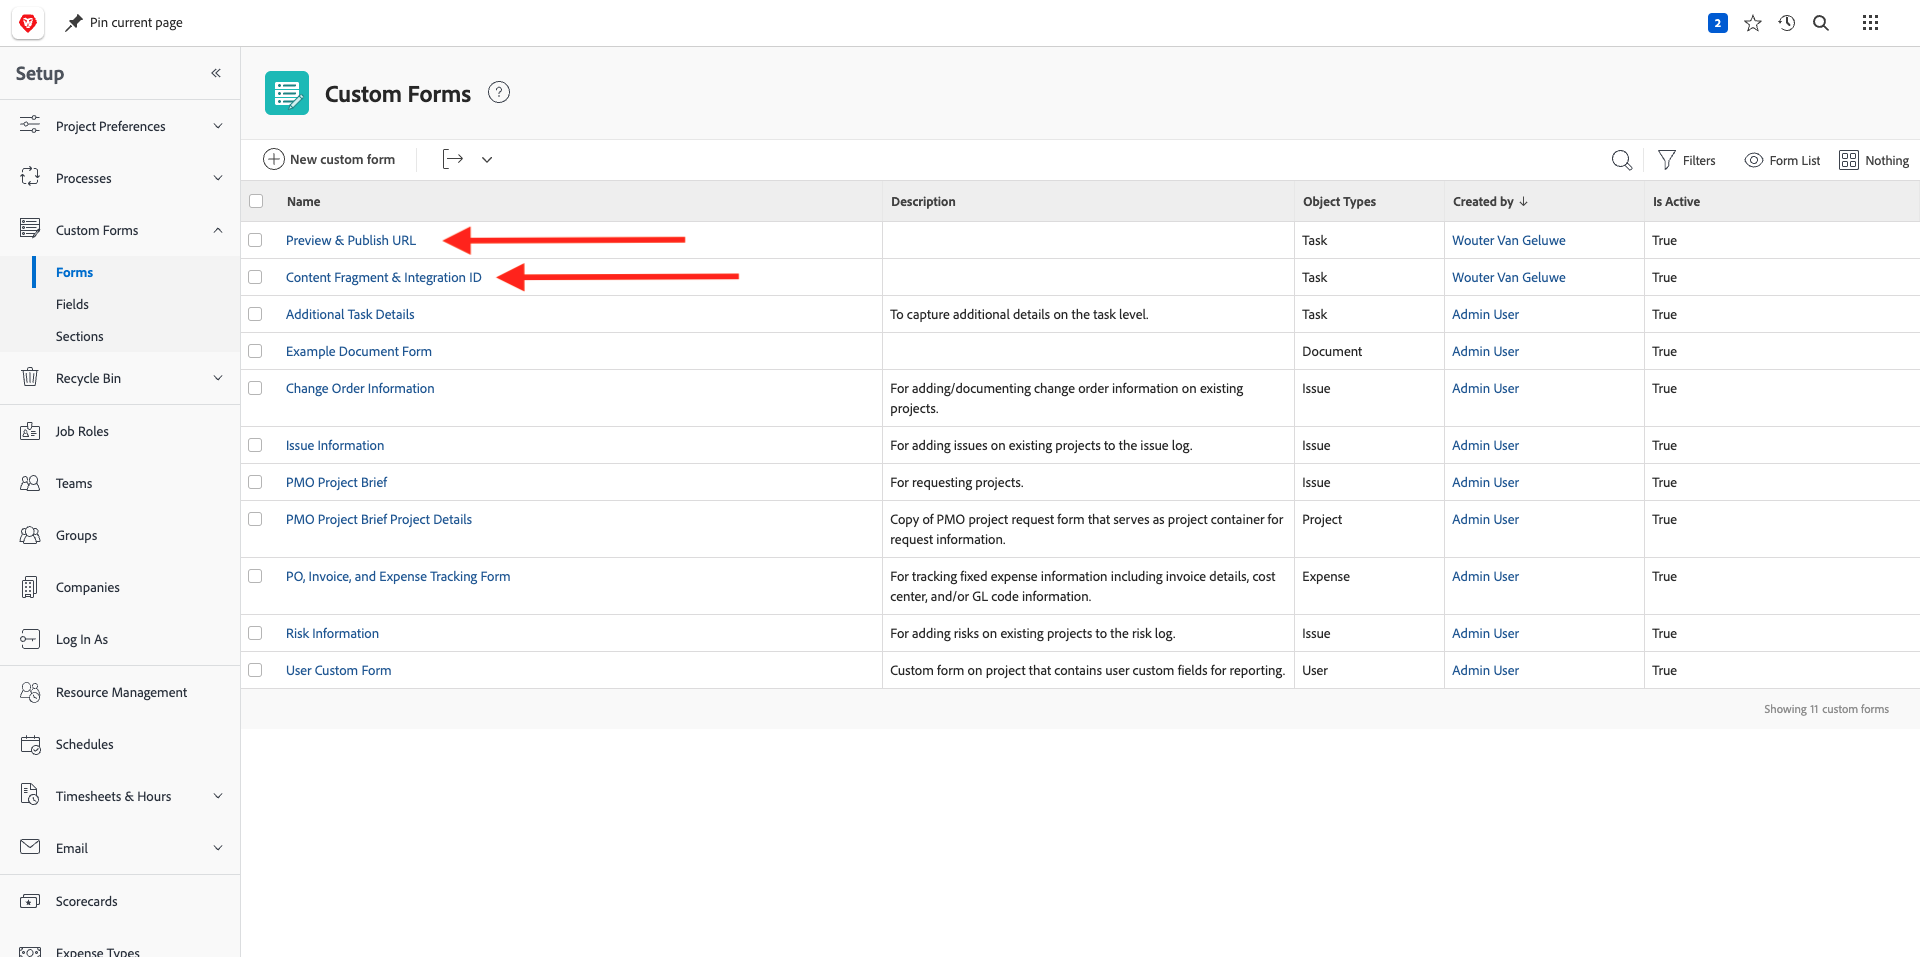 Pin current page
2
Setup
Project Preferences
Processes
Custom Forms
Forms
Fields
Sections
Recycle Bin
Job Roles
Teams
Groups
Companies
Log In As
Resource Management
Schedules
Timesheets & Hours
Email
Scorecards
Expense Types
Custom Forms ?
New custom form
Filters Form List Nothing
Name Description Object Types Created by Is Active
Preview & Publish URL Task Wouter Van Geluwe True
Content Fragment & Integration ID Task Wouter Van Geluwe True
Additional Task Details To capture additional details on the task level. Task Admin User True
Example Document Form Document Admin User True
Change Order Information For adding/documenting change order information on existing Issue Admin User True
projects.
Issue Information For adding issues on existing projects to the issue log. Issue Admin User True
PMO Project Brief For requesting projects. Issue Admin User True
PMO Project Brief Project Details Copy of PMO project request form that serves as project container for Project Admin User True
request information.
PO, Invoice, and Expense Tracking Form For tracking fixed expense information including invoice details, cost Expense Admin User True
center, and/or GL code information.
Risk Information For adding risks on existing projects to the risk log. Issue Admin User True
User Custom Form Custom form on project that contains user custom fields for reporting. User Admin User True
Showing 11 custom forms